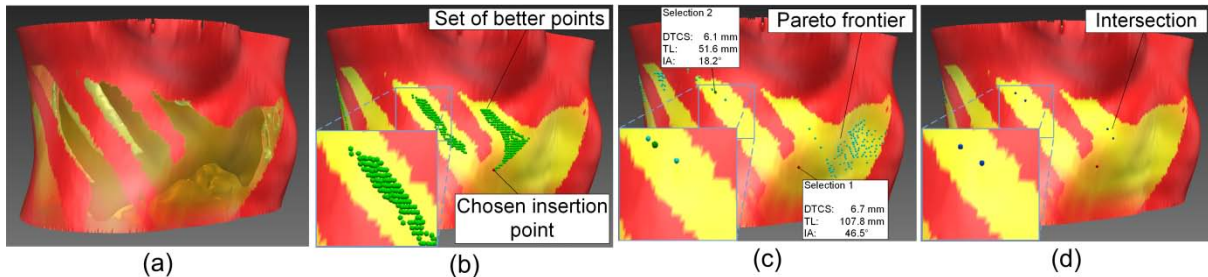 Set of better points
Chosen insertion
point
Selection 2
DTCS: 6.1 mm
TL: 51.6 mm
IA: 18.2°
Pareto frontier
Selection 1
DTCS: 6.7 mm
TL: 107.8 mm
IA: 46.5°
Intersection
(a)
(b)
(c)
(d)